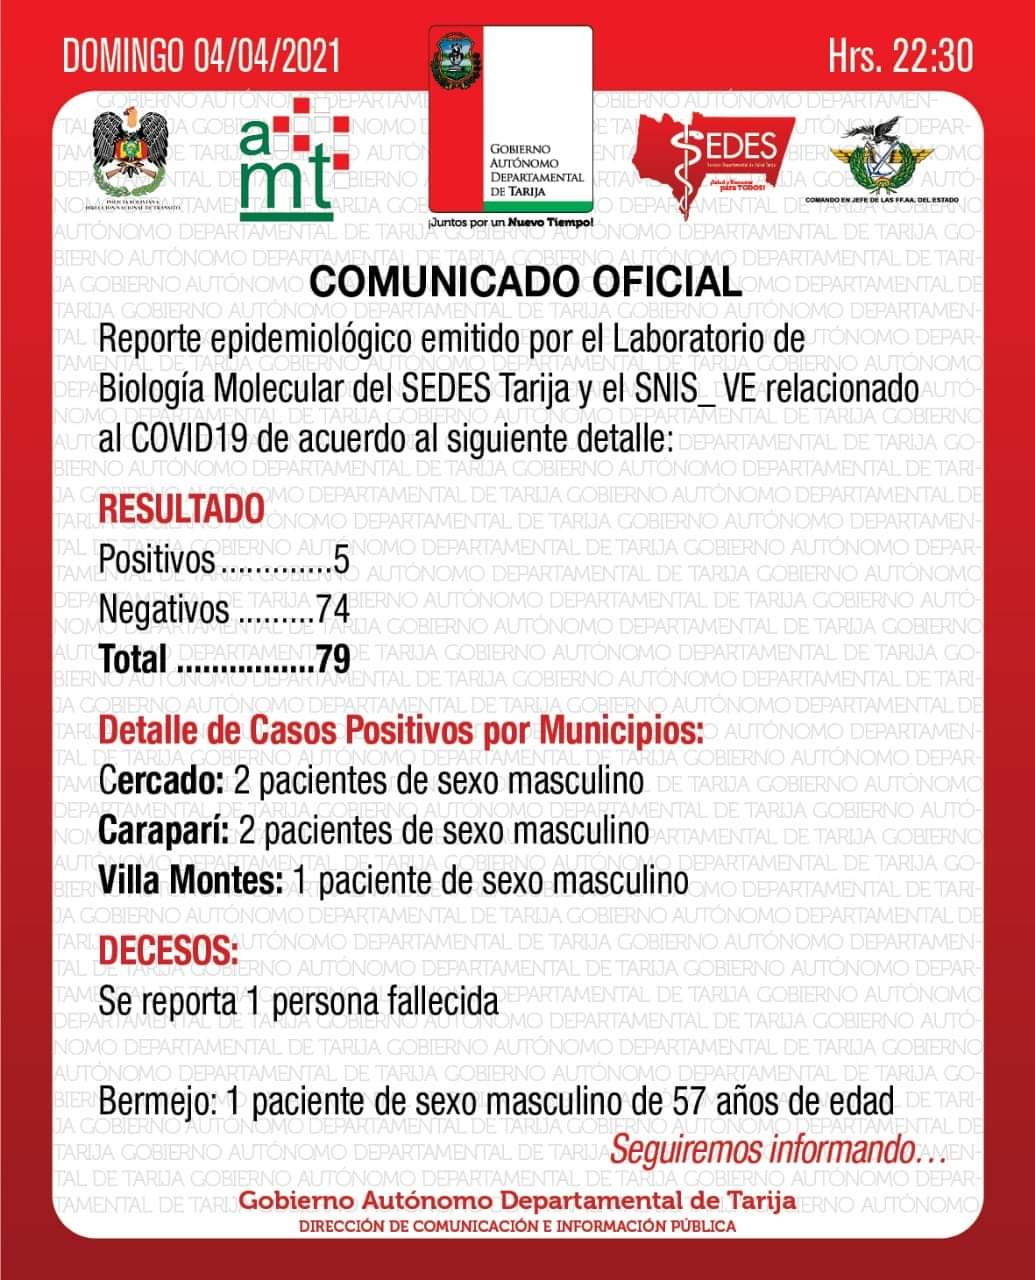 DOMINGO 04/04/2021
Hrs. 22:30
POLICÍA BOLIVIANA
DIRECCIÓN NACIONAL DE TRÁNSITO
amt
GOBIERNO
AUTÓNOMO
DEPARTAMENTAL
DE TARIJA
¡Juntos por un Nuevo Tiempo!
SEDES
Servicio Departamental de Salud Tarija
para TODOS!
COMANDO EN JEFE DE LAS FF.AA. DEL ESTADO
COMUNICADO OFICIAL
Reporte epidemiológico emitido por el Laboratorio de
Biología Molecular del SEDES Tarija y el SNIS_VE relacionado
al COVID19 de acuerdo al siguiente detalle:
RESULTADO
Positivos.............5
Negativos .........74
Total ................79
Detalle de Casos Positivos por Municipios:
Cercado: 2 pacientes de sexo masculino
Caraparí: 2 pacientes de sexo masculino
Villa Montes: 1 paciente de sexo masculino
DECESOS:
Se reporta 1 persona fallecida
Bermejo: 1 paciente de sexo masculino de 57 años de edad
Seguiremos informando...
Gobierno Autónomo Departamental de Tarija
DIRECCIÓN DE COMUNICACIÓN E INFORMACIÓN PÚBLICA